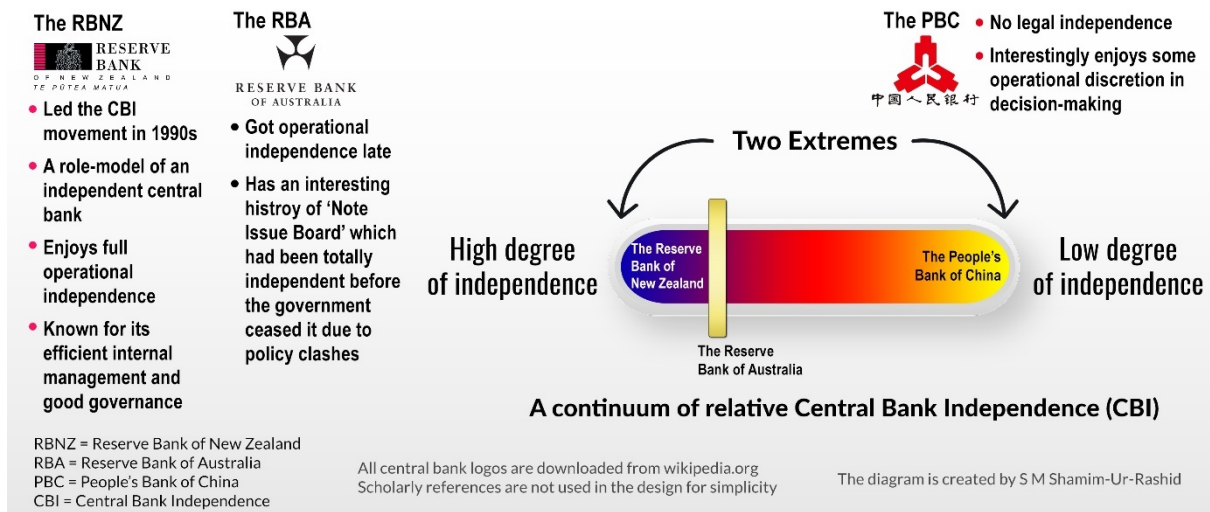 The RBNZ
RESERVE
BANK
OF NEW ZEALAND
TE PŪTEA MATUA
• Led the CBI
movement in 1990s
• A role-model of an
independent central
bank
• Enjoys full
operational
independence
• Known for its
efficient internal
management and
good governance
The RBA
RESERVE BANK
OF AUSTRALIA
• Got operational
independence late
• Has an interesting
histroy of ‘Note
Issue Board’ which
had been totally
independent before
the government
ceased it due to
policy clashes
The PBC
中国人民银行
• No legal independence
• Interestingly enjoys some
operational discretion in
decision-making
Two Extremes
High degree
of independence
The Reserve
Bank of
New Zealand
The People’s
Bank of China
Low degree
of independence
The Reserve
Bank of Australia
A continuum of relative Central Bank Independence (CBI)
RBNZ = Reserve Bank of New Zealand
RBA = Reserve Bank of Australia
PBC = People’s Bank of China
CBI = Central Bank Independence
All central bank logos are downloaded from wikipedia.org
Scholarly references are not used in the design for simplicity
The diagram is created by S M Shamim-Ur-Rashid